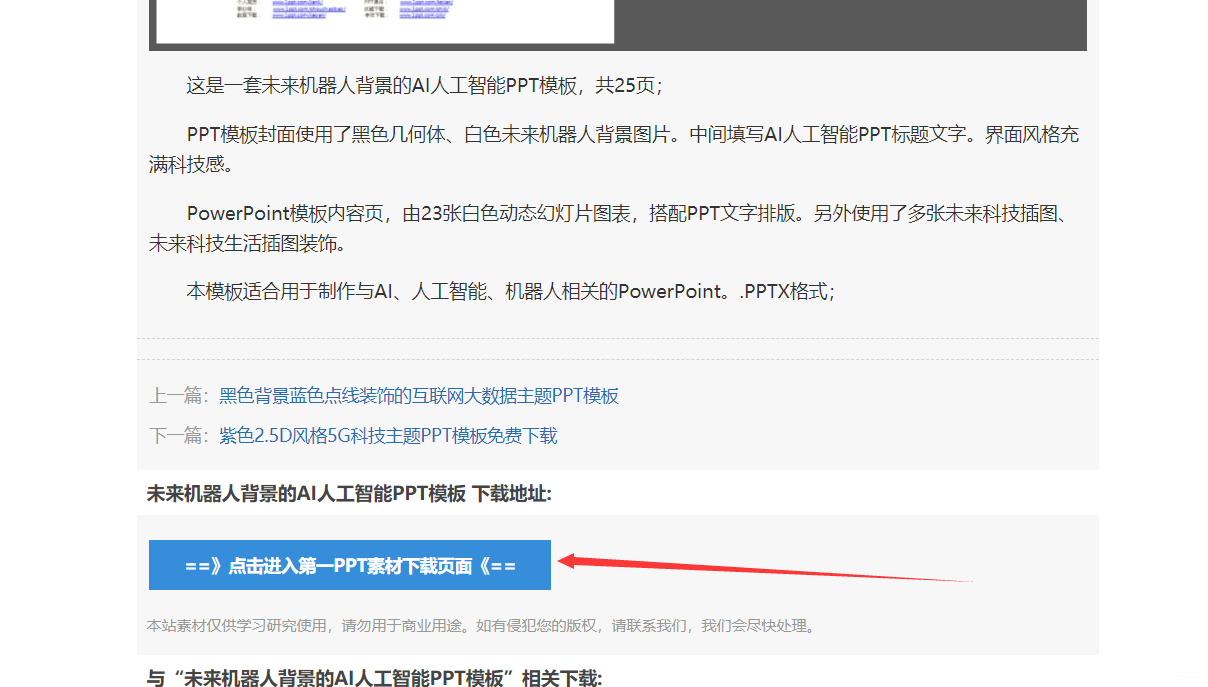 这是一套未来机器人背景的AI人工智能PPT模板，共25页；
PPT模板封面使用了黑色几何体、白色未来机器人背景图片。中间填写AI人工智能PPT标题文字。界面风格充
满科技感。
PowerPoint模板内容页，由23张白色动态幻灯片图表，搭配PPT文字排版。另外使用了多张未来科技插图、
未来科技生活插图装饰。
本模板适合用于制作与AI、人工智能、机器人相关的PowerPoint。.PPTX格式；
上一篇：黑色背景蓝色点线装饰的互联网大数据主题PPT模板
下一篇：紫色2.5D风格5G科技主题PPT模板免费下载
未来机器人背景的AI人工智能PPT模板 下载地址:
==》点击进入第一PPT素材下载页面《==
本站素材仅供学习研究使用，请勿用于商业用途。如有侵犯您的版权，请联系我们，我们会尽快处理。
与“未来机器人背景的AI人工智能PPT模板”相关下载: